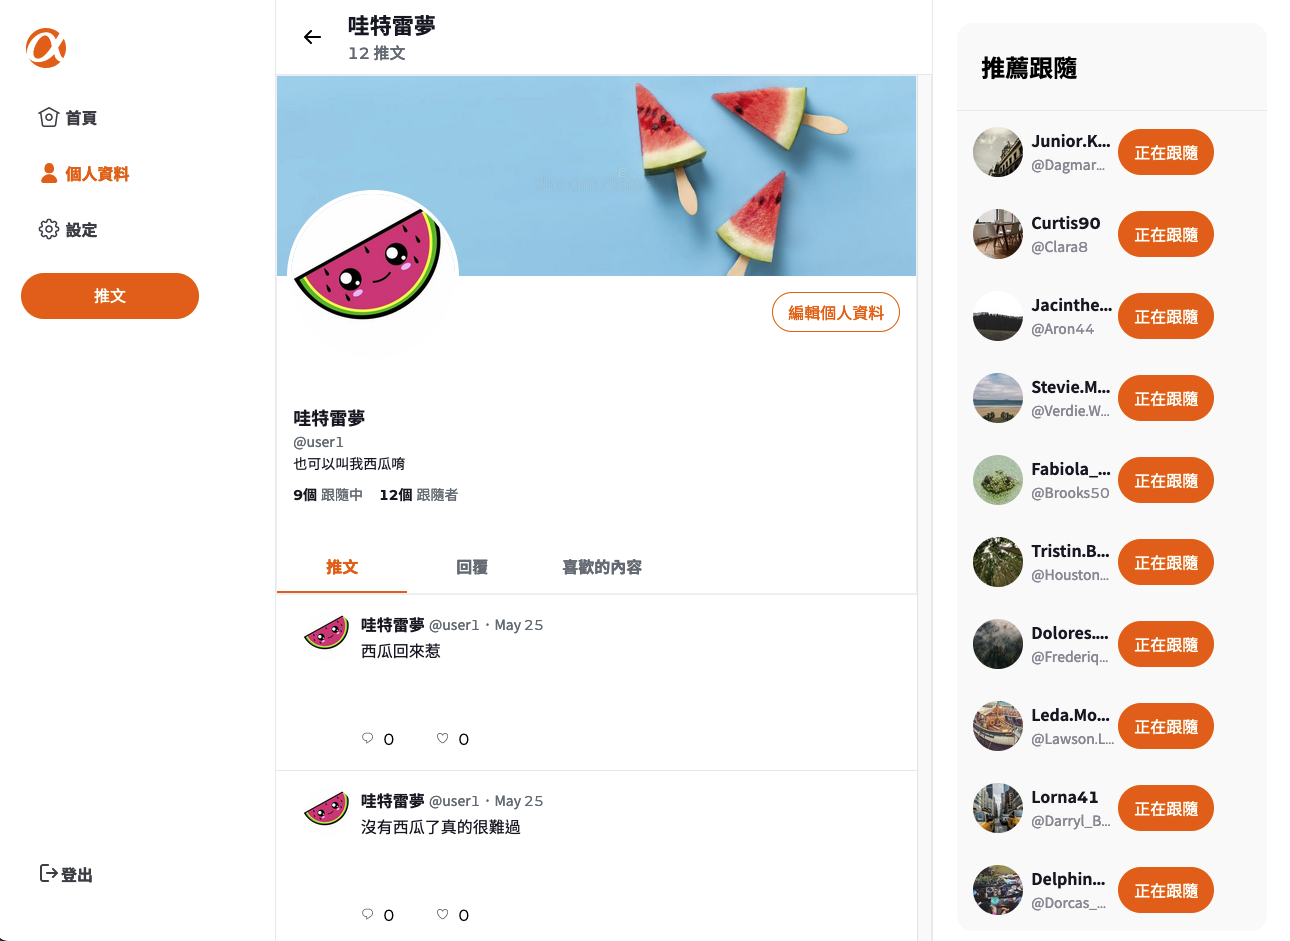 首頁
個人資料
設定
推文
登出
哇特雷夢
12 推文
編輯個人資料
哇特雷夢
@user1
也可以叫我西瓜唷
9個 跟隨中 12個 跟隨者
推文 回覆 喜歡的內容
哇特雷夢 @user1・May 25
西瓜回來惹
0 0
哇特雷夢 @user1・May 25
沒有西瓜了真的很難過
0 0
推薦跟隨
Junior.K...
@Dagmar...
正在跟隨
Curtis90
@Clara8
正在跟隨
Jacinthe...
@Aron44
正在跟隨
Stevie.M...
@Verdie.W...
正在跟隨
Fabiola_...
@Brooks50
正在跟隨
Tristin.B...
@Houston...
正在跟隨
Dolores....
@Frederiq...
正在跟隨
Leda.Mo...
@Lawson.L...
正在跟隨
Lorna41
@Darryl_B...
正在跟隨
Delphin...
@Dorcas_...
正在跟隨